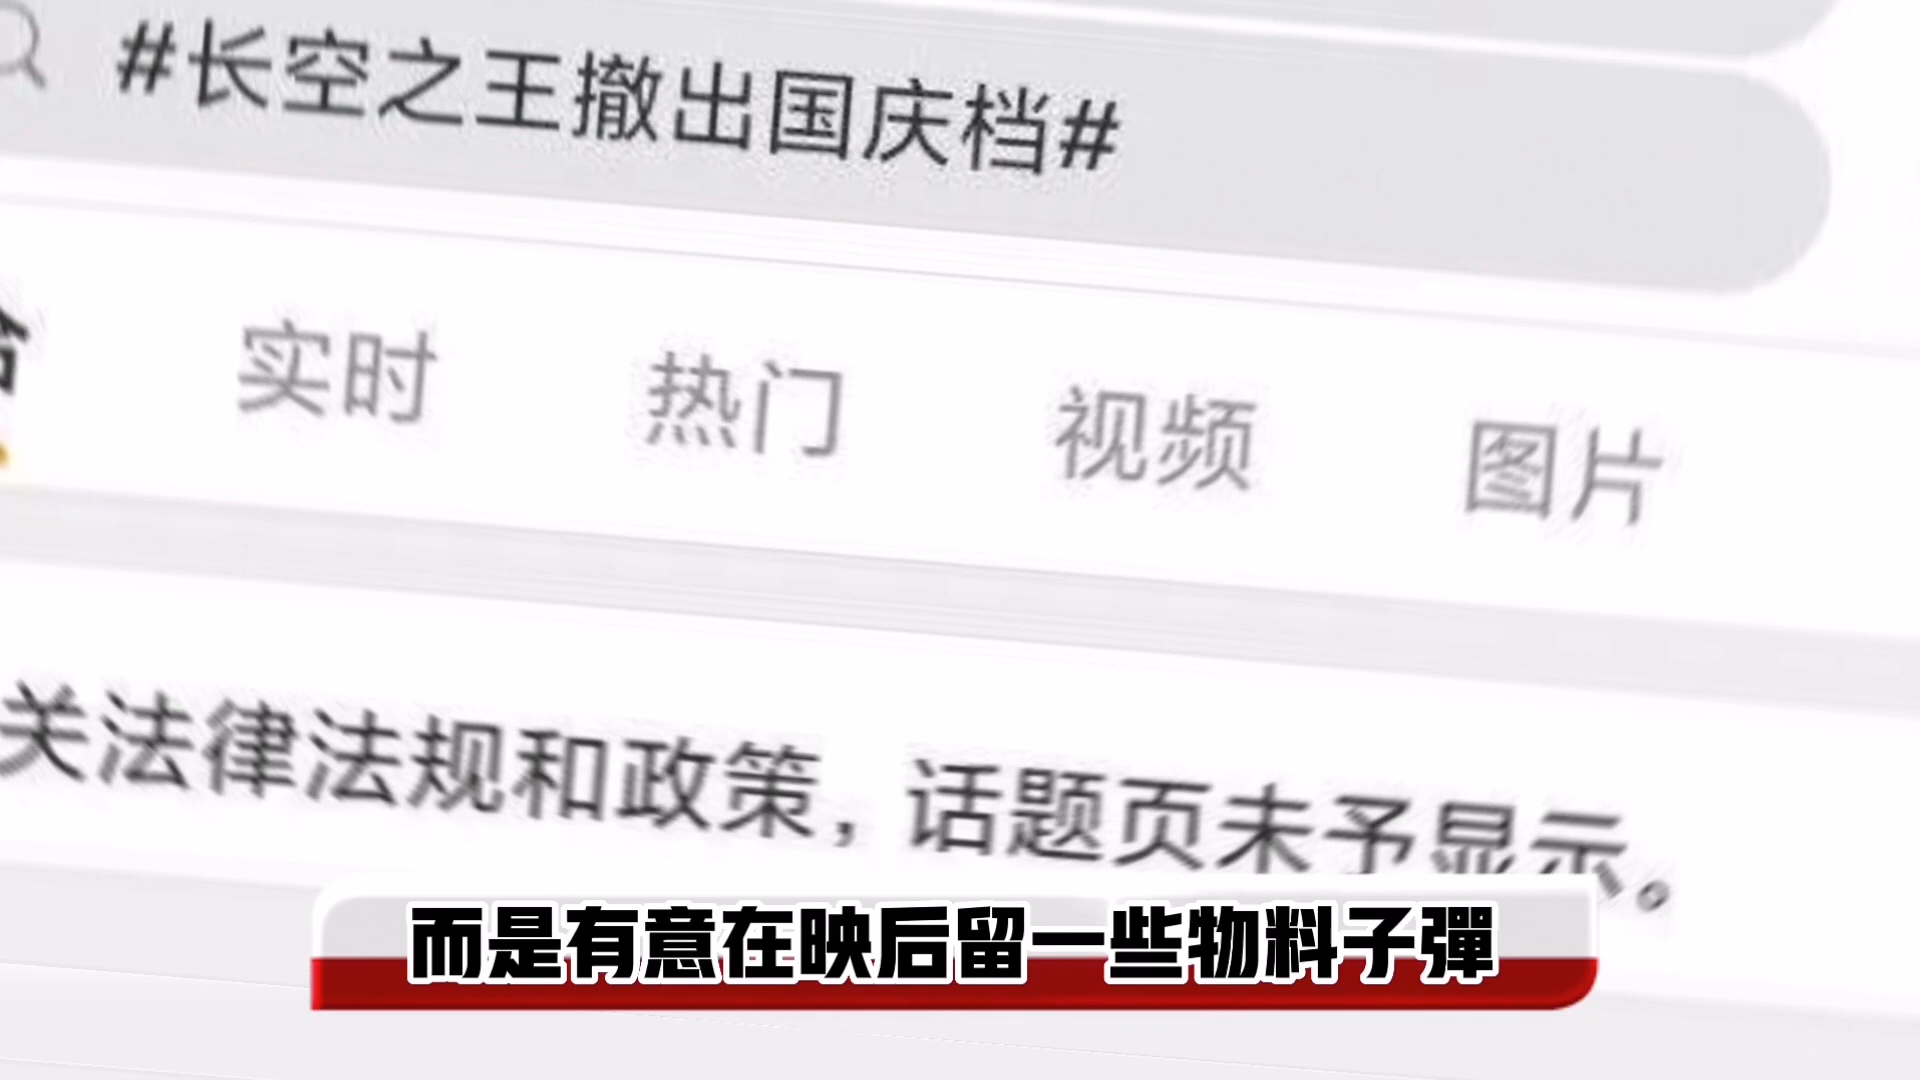 #长空之王撤出国庆档#
实时 热门 视频 图片
关法律法规和政策，话题页未予显示。
而是有意在映后留一些物料子彈